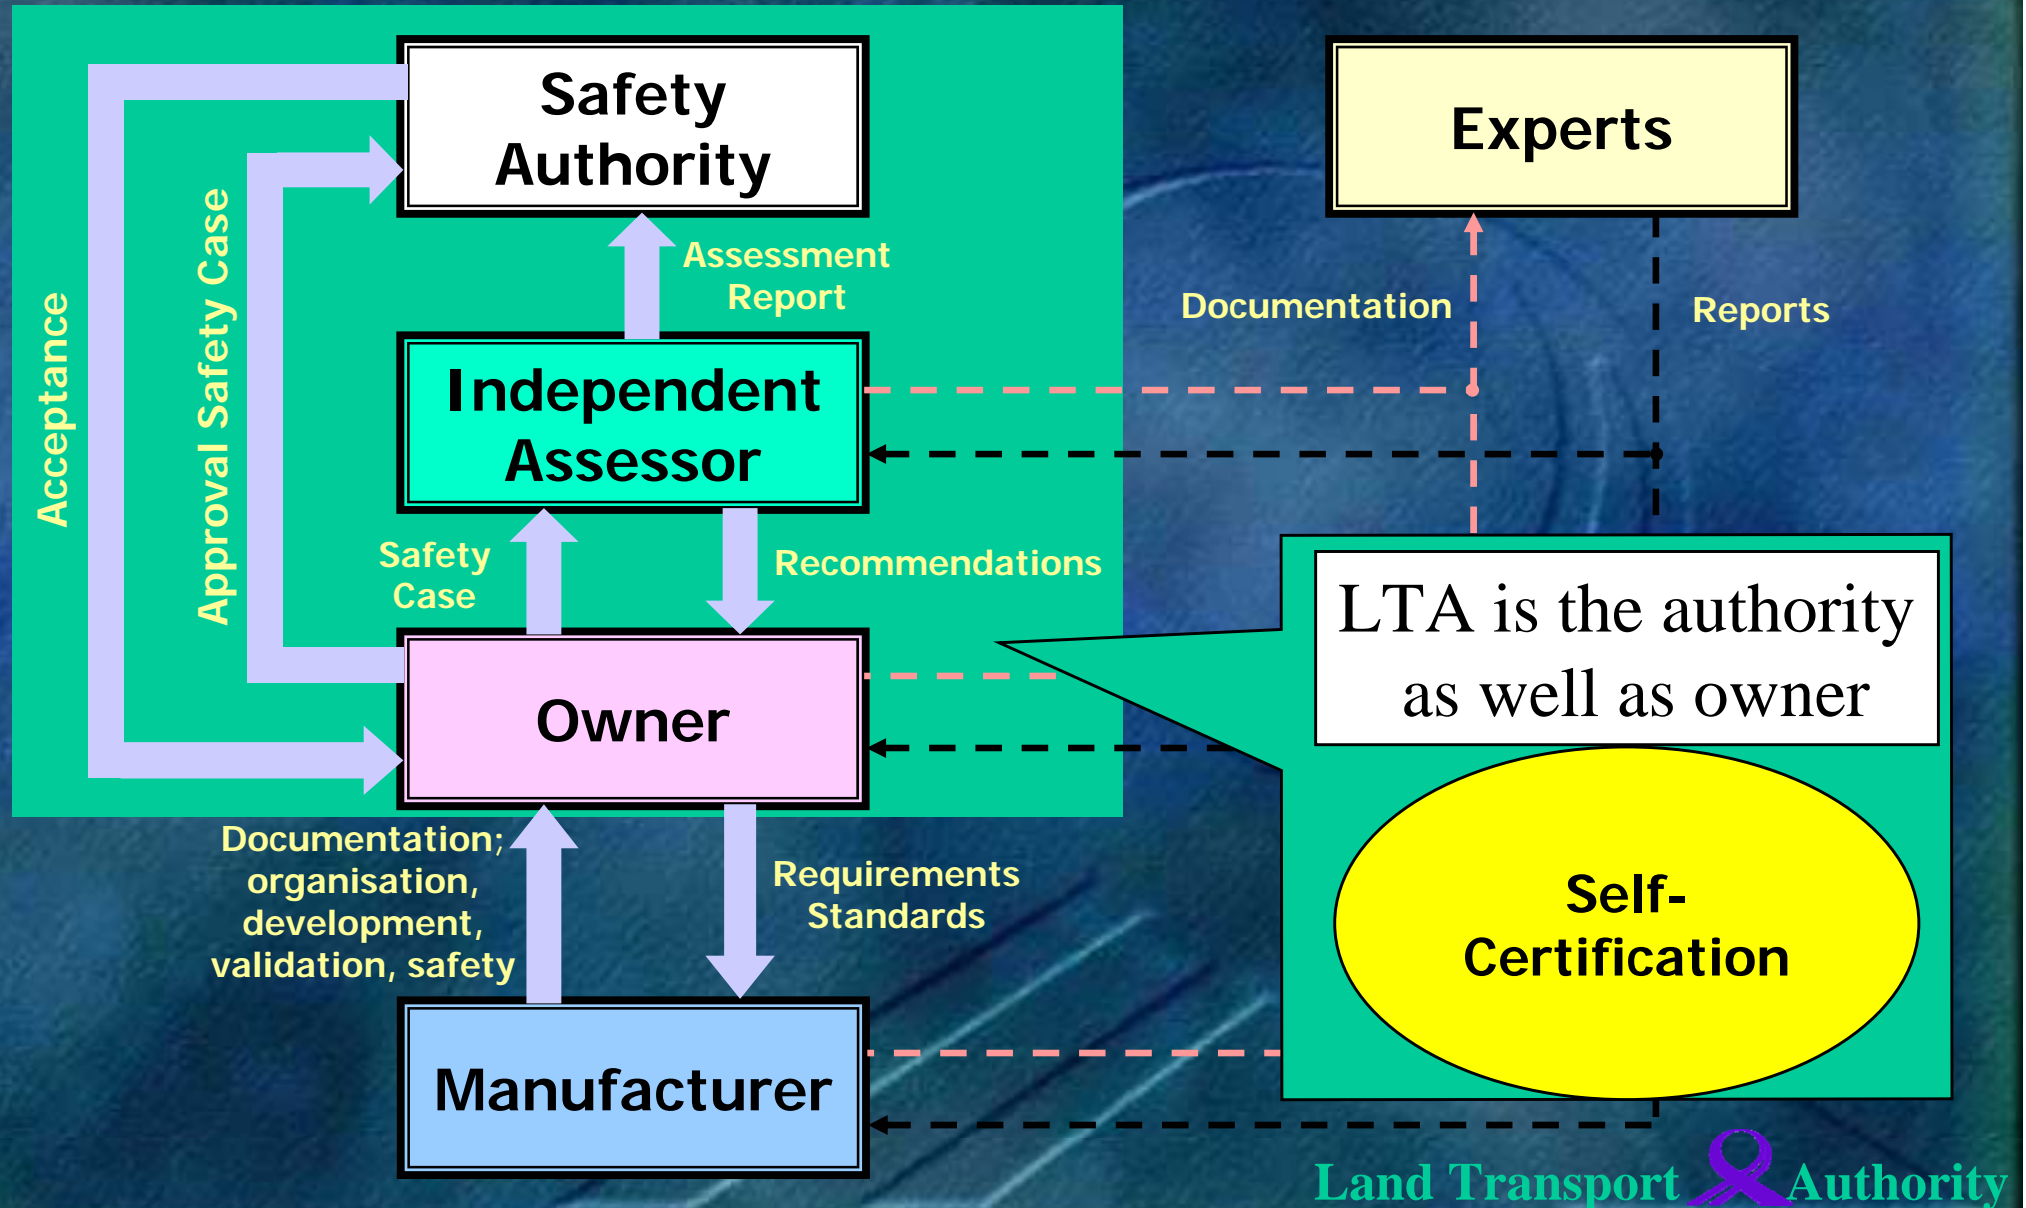 Safety
Authority
Experts
Acceptance
Approval Safety Case
Assessment
Report
Documentation
Reports
Independent
Assessor
Safety
Case
Recommendations
LTA is the authority
as well as owner
Owner
Self-
Certification
Documentation;
organisation,
development,
validation, safety
Requirements
Standards
Manufacturer
Land Transport Authority